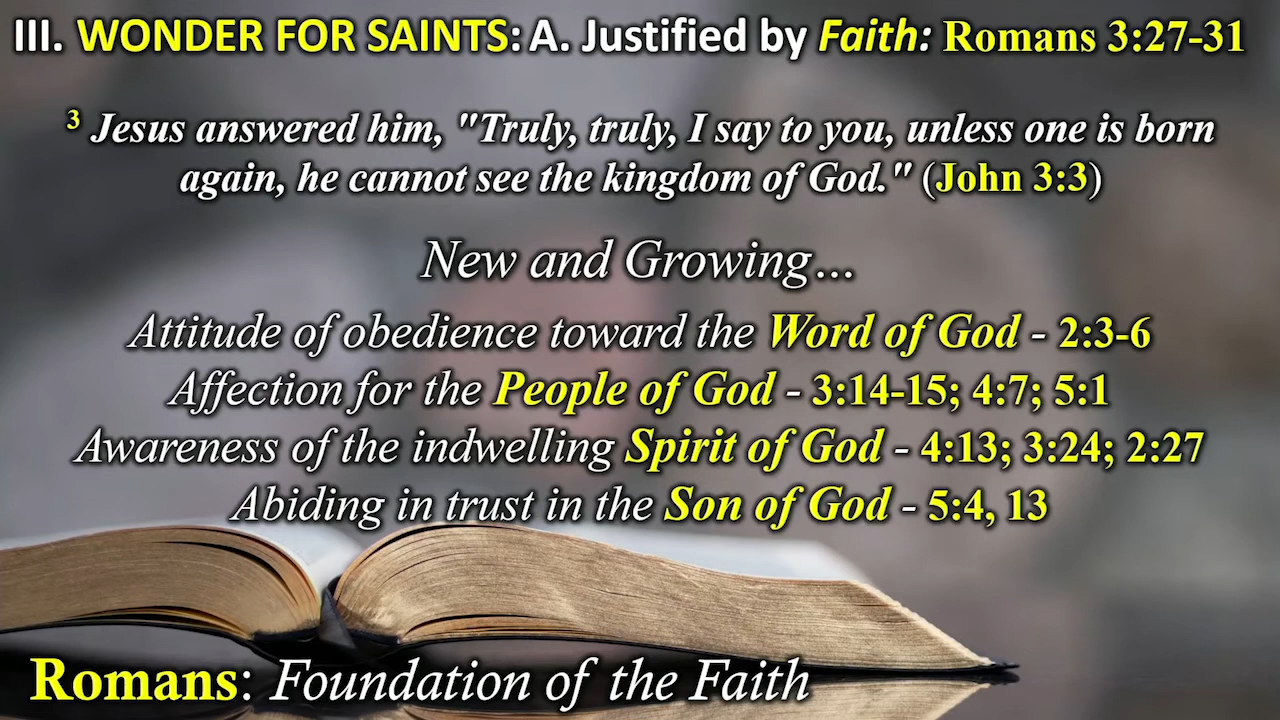 III. WONDER FOR SAINTS: A. Justified by Faith: Romans 3:27-31
3 Jesus answered him, "Truly, truly, I say to you, unless one is born
again, he cannot see the kingdom of God." (John 3:3)
New and Growing...
Attitude of obedience toward the Word of God - 2:3-6
Affection for the People of God - 3:14-15; 4:7; 5:1
Awareness of the indwelling Spirit of God - 4:13; 3:24; 2:27
Abiding in trust in the Son of God - 5:4, 13
Romans: Foundation of the Faith